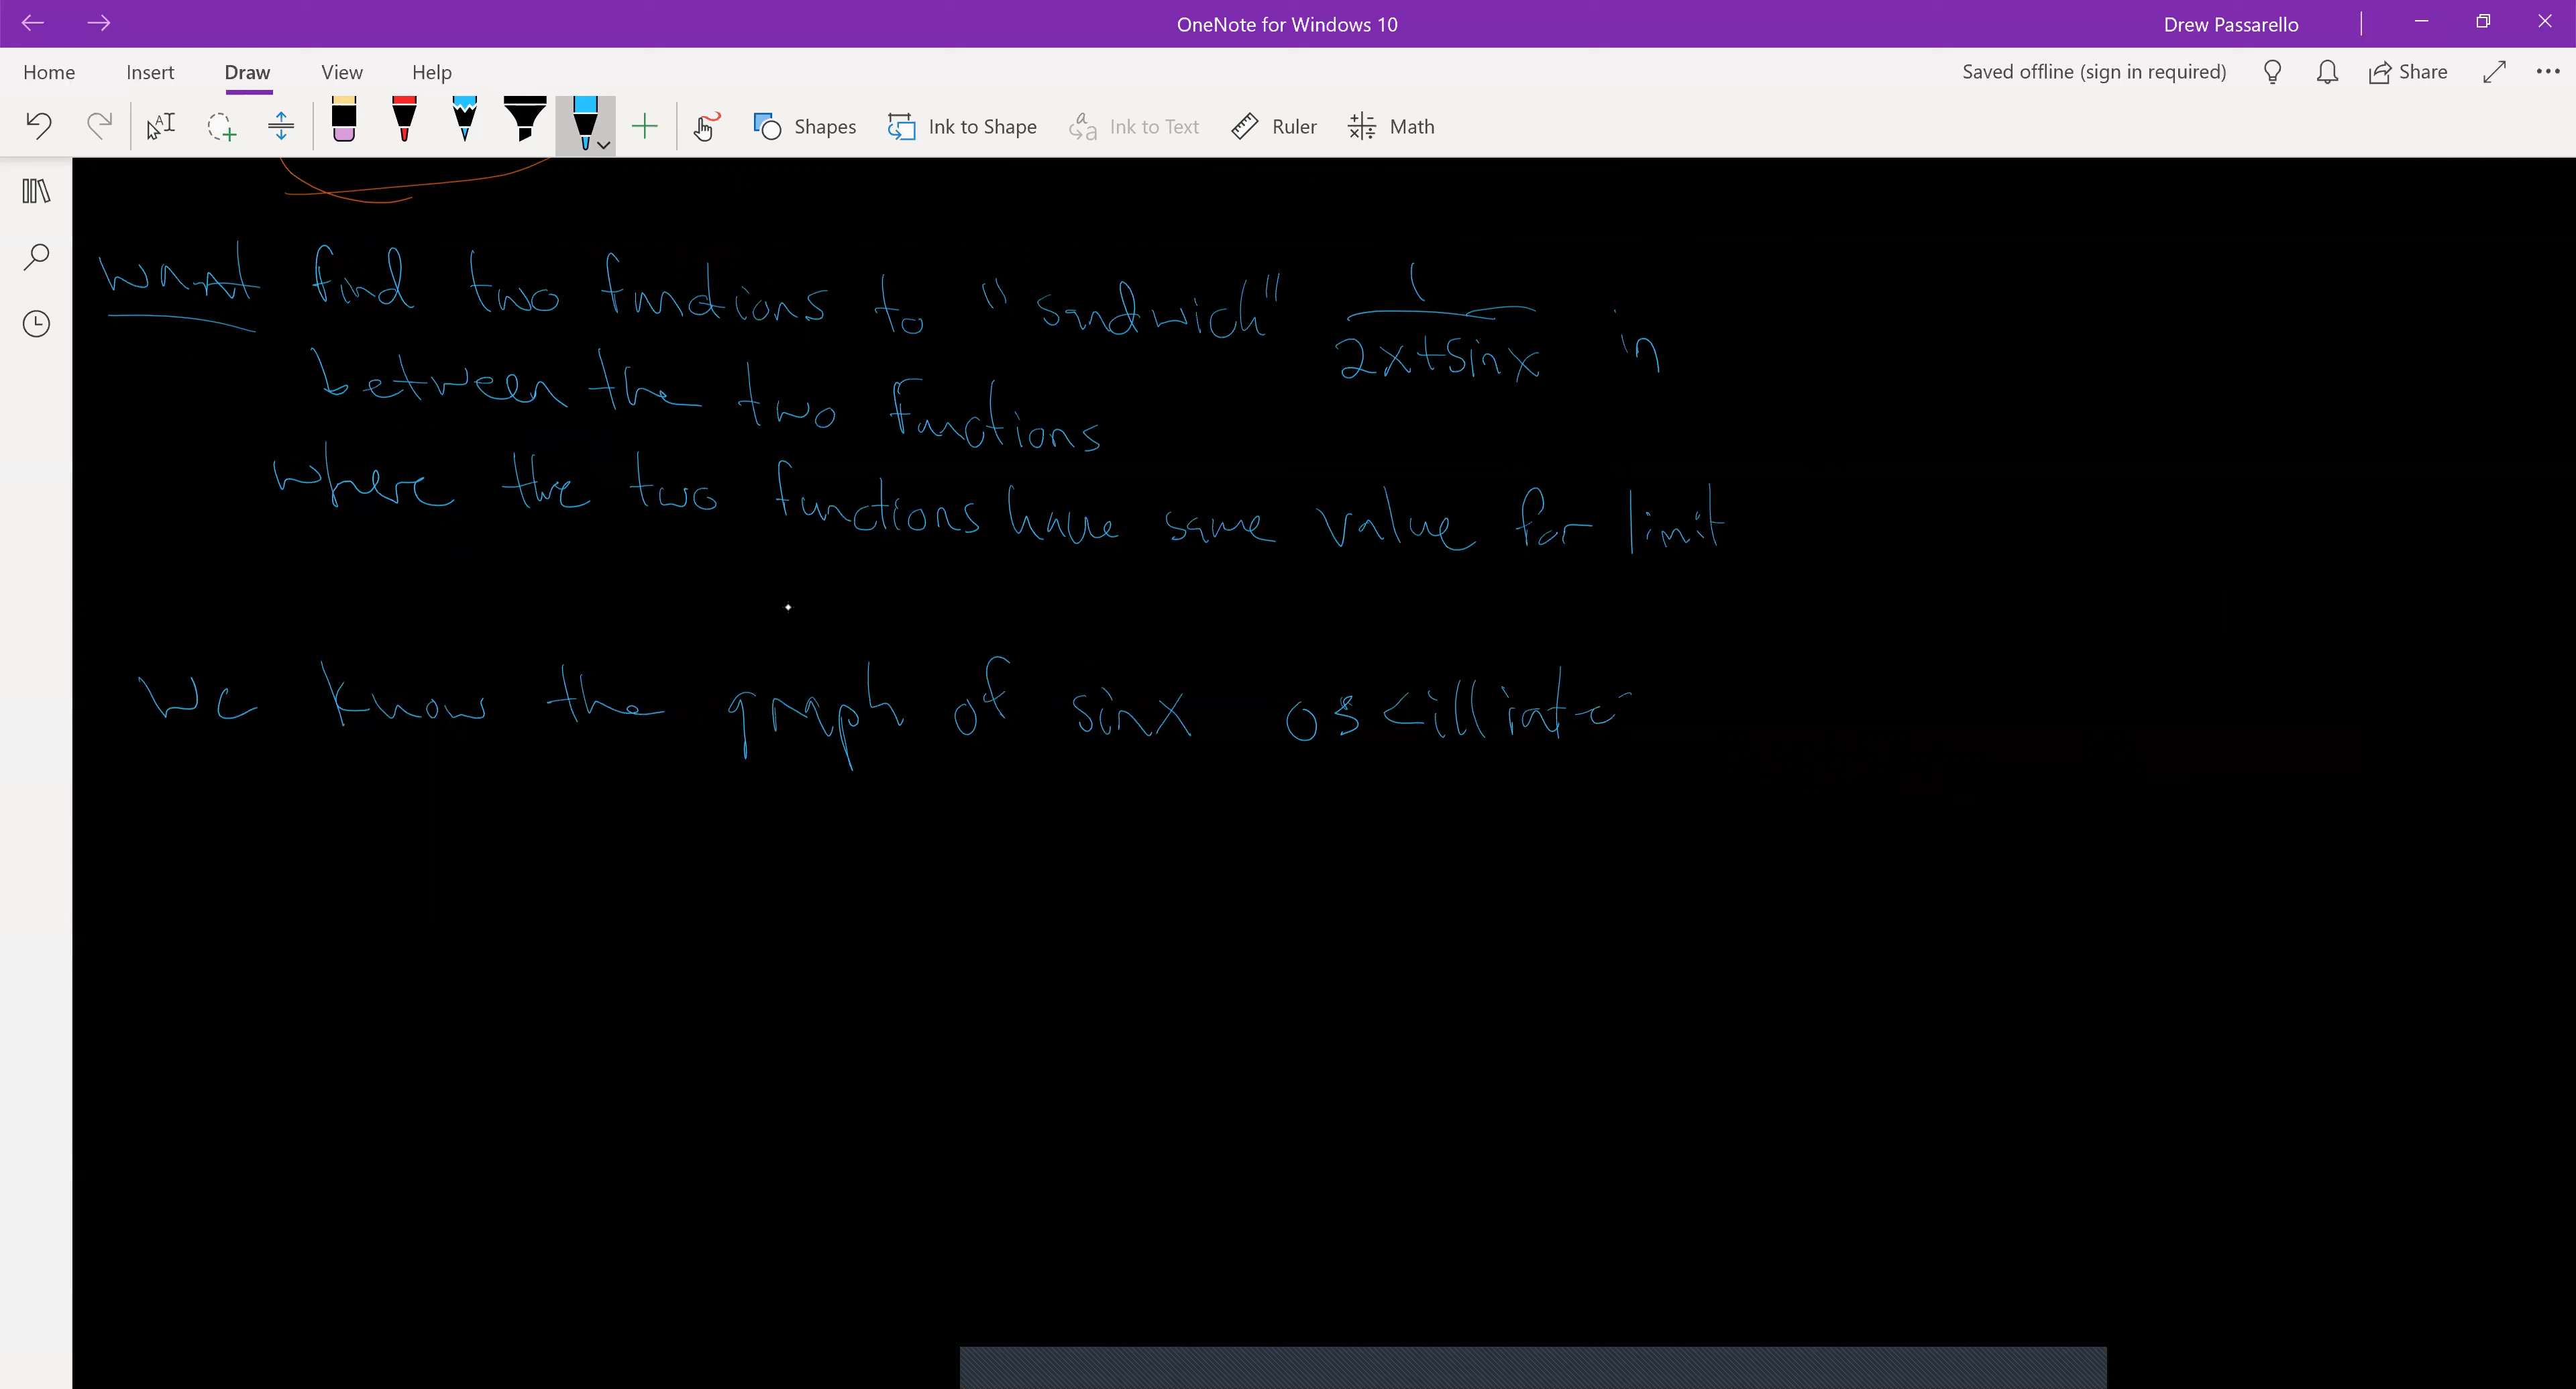 OneNote for Windows 10
Drew Passarello
Home Insert Draw View Help
Saved offline (sign in required) Share
Shapes Ink to Shape Ink to Text Ruler Math
want find two functions to "sandwich" 1/(2x+sinx) in
between the two functions
where the two functions have same value for limit
We know the graph of sinx oscilliate